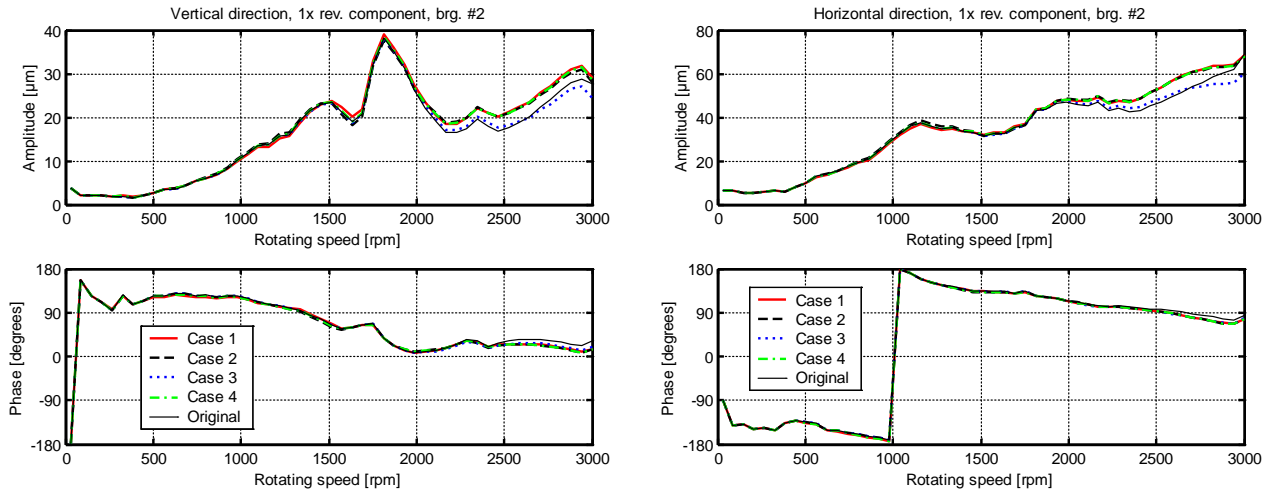 Vertical direction, 1x rev. component, brg. #2
Amplitude [µm]
40
30
20
10
0
0 500 1000 1500 2000 2500 3000
Rotating speed [rpm]
Horizontal direction, 1x rev. component, brg. #2
Amplitude [µm]
80
60
40
20
0
0 500 1000 1500 2000 2500 3000
Rotating speed [rpm]
Phase [degrees]
180
90
0
-90
-180
Case 1
Case 2
Case 3
Case 4
Original
0 500 1000 1500 2000 2500 3000
Rotating speed [rpm]
Phase [degrees]
180
90
0
-90
-180
Case 1
Case 2
Case 3
Case 4
Original
0 500 1000 1500 2000 2500 3000
Rotating speed [rpm]